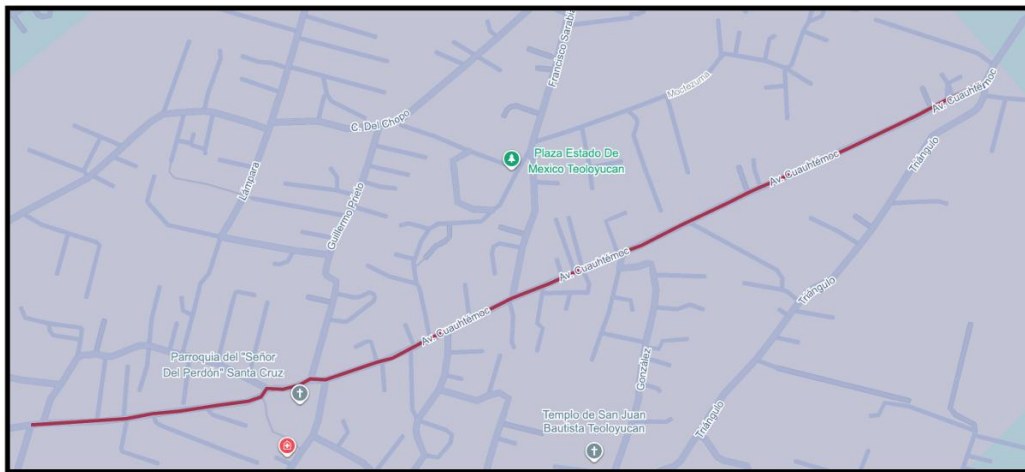 Francisco Saraba
Moctezuma
Av. Cuauhtémoc
C. Del Chopo
Triángulo
Plaza Estado De
Mexico Teoloyucan
Lámpara
Av. Cuauhtémoc
Guillermo Prieto
Av. Cuauhtémoc
Triángulo
Av. Cuauhtémoc
Parroquia del "Señor
Del Perdón" Santa Cruz
González
Templo de San Juan
Bautista Teoloyucan
Triángulo